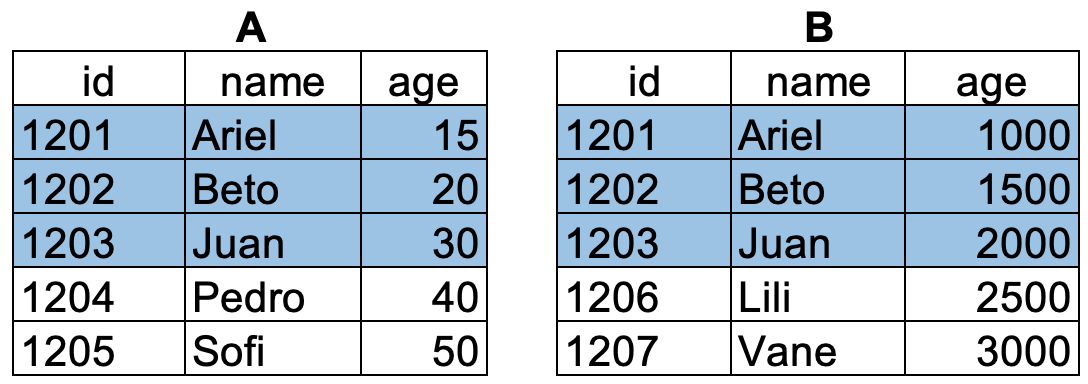 A B
id name age id name age
1201 Ariel 15 1201 Ariel 1000
1202 Beto 20 1202 Beto 1500
1203 Juan 30 1203 Juan 2000
1204 Pedro 40 1206 Lili 2500
1205 Sofi 50 1207 Vane 3000